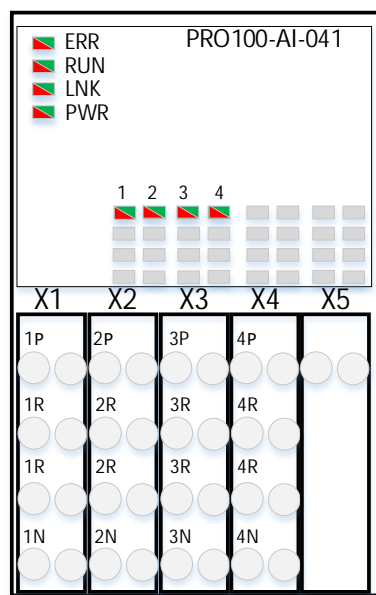 PRO100-AI-041
ERR
RUN
LNK
PWR
1 2 3 4
X1 X2 X3 X4 X5
1P 2P 3P 4P
1R 2R 3R 4R
1R 2R 3R 4R
1N 2N 3N 4N